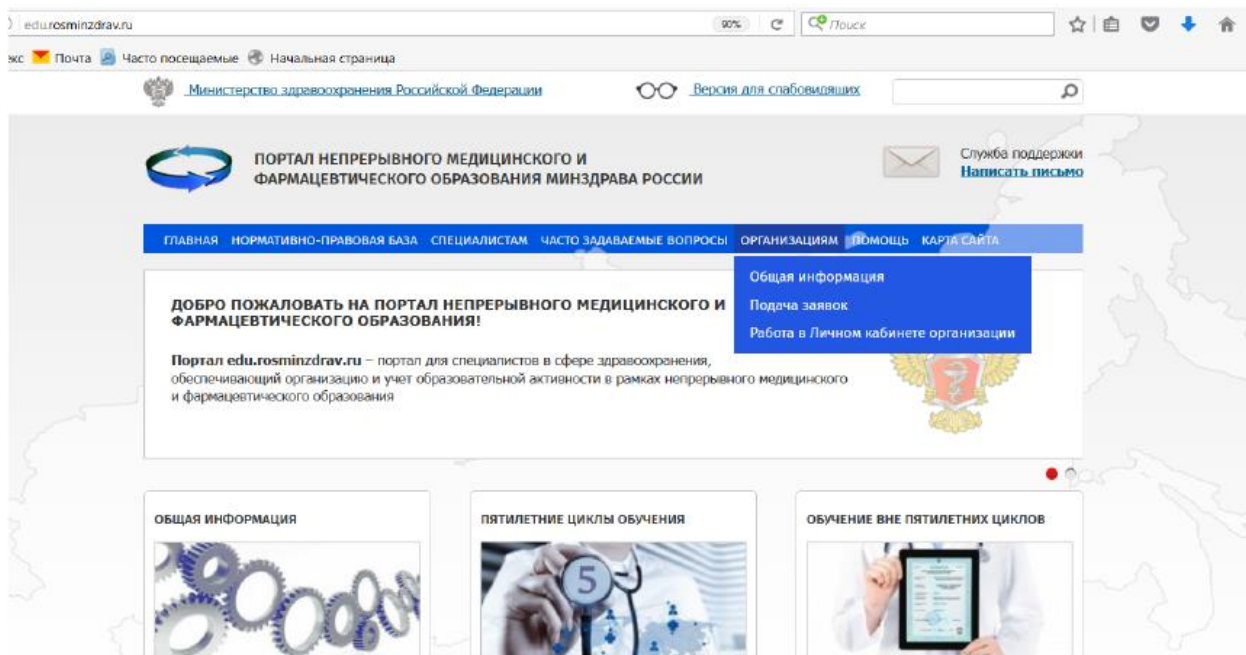 edu.rosminzdrav.ru
90%
Поиск
Почта Часто посещаемые Начальная страница
Министерство здравоохранения Российской Федерации
Версия для слабовидящих
ПОРТАЛ НЕПРЕРЫВНОГО МЕДИЦИНСКОГО И
ФАРМАЦЕВТИЧЕСКОГО ОБРАЗОВАНИЯ МИНЗДРАВА РОССИИ
Служба поддержки
Написать письмо
ГЛАВНАЯ НОРМАТИВНО-ПРАВОВАЯ БАЗА СПЕЦИАЛИСТАМ ЧАСТО ЗАДАВАЕМЫЕ ВОПРОСЫ ОРГАНИЗАЦИЯМ ПОМОЩЬ КАРТА САЙТА
Общая информация
Подача заявок
Работа в Личном кабинете организации
ДОБРО ПОЖАЛОВАТЬ НА ПОРТАЛ НЕПРЕРЫВНОГО МЕДИЦИНСКОГО И
ФАРМАЦЕВТИЧЕСКОГО ОБРАЗОВАНИЯ!
Портал edu.rosminzdrav.ru – портал для специалистов в сфере здравоохранения,
обеспечивающий организацию и учет образовательной активности в рамках непрерывного медицинского
и фармацевтического образования
ОБЩАЯ ИНФОРМАЦИЯ
ПЯТИЛЕТНИЕ ЦИКЛЫ ОБУЧЕНИЯ
ОБУЧЕНИЕ ВНЕ ПЯТИЛЕТНИХ ЦИКЛОВ
5